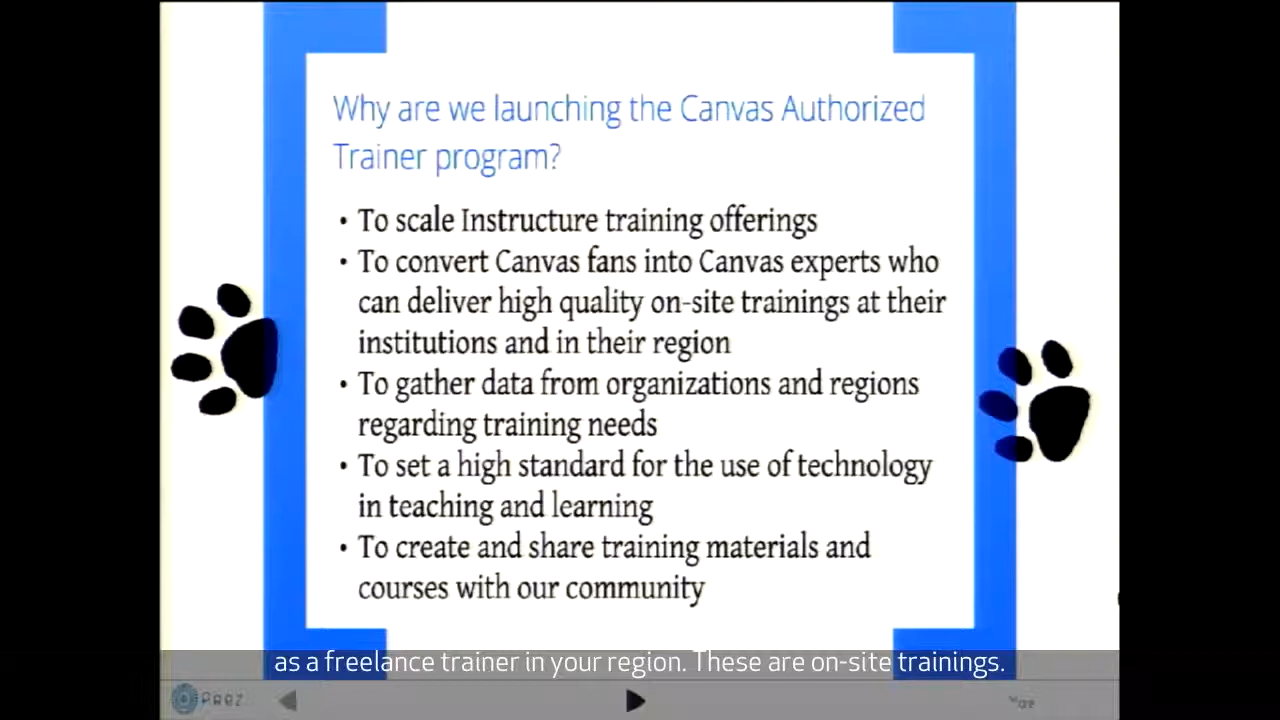 Why are we launching the Canvas Authorized
Trainer program?
• To scale Instructure training offerings
• To convert Canvas fans into Canvas experts who
can deliver high quality on-site trainings at their
institutions and in their region
• To gather data from organizations and regions
regarding training needs
• To set a high standard for the use of technology
in teaching and learning
• To create and share training materials and
courses with our community
as a freelance trainer in your region. These are on-site trainings.